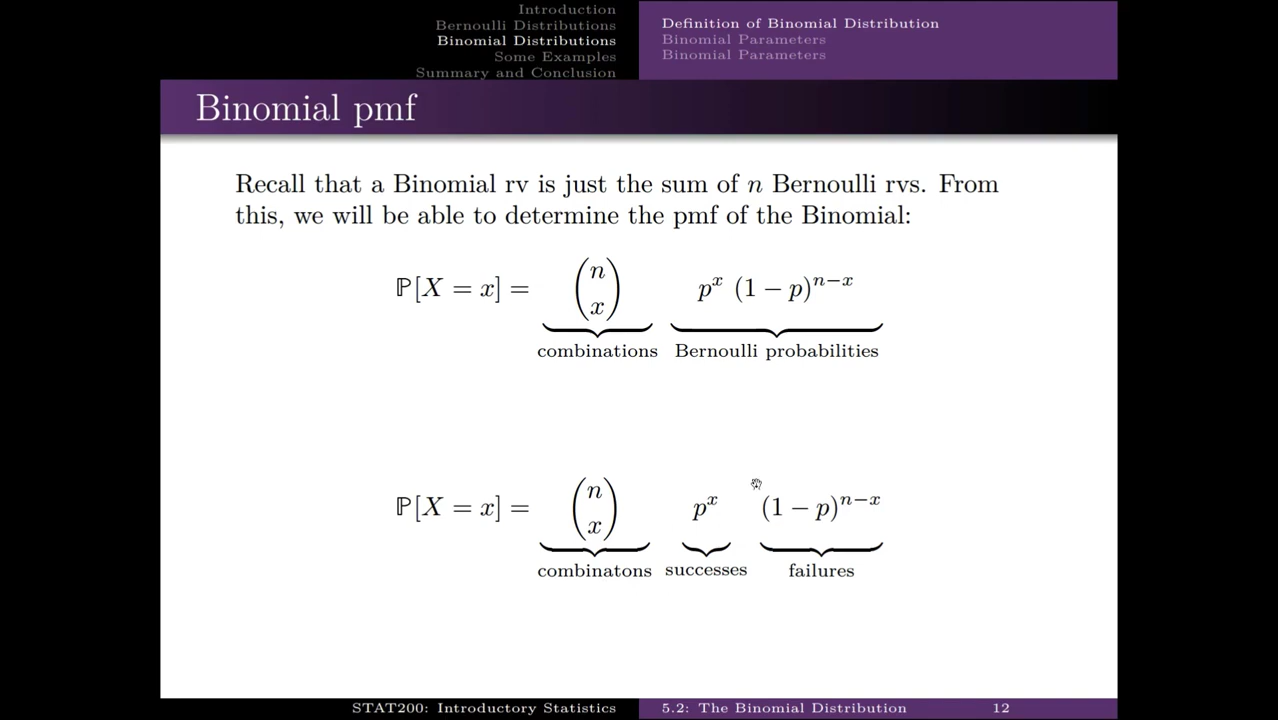 Introduction
Bernoulli Distributions
Binomial Distributions
Some Examples
Summary and Conclusion
Definition of Binomial Distribution
Binomial Parameters
Binomial Parameters
Binomial pmf
Recall that a Binomial rv is just the sum of n Bernoulli rvs. From
this, we will be able to determine the pmf of the Binomial:
ℙ[X = x] = (n x) p^x (1 − p)^{n−x}
combinations Bernoulli probabilities
ℙ[X = x] = (n x) p^x (1 − p)^{n−x}
combinatons successes failures
STAT200: Introductory Statistics 5.2: The Binomial Distribution 12